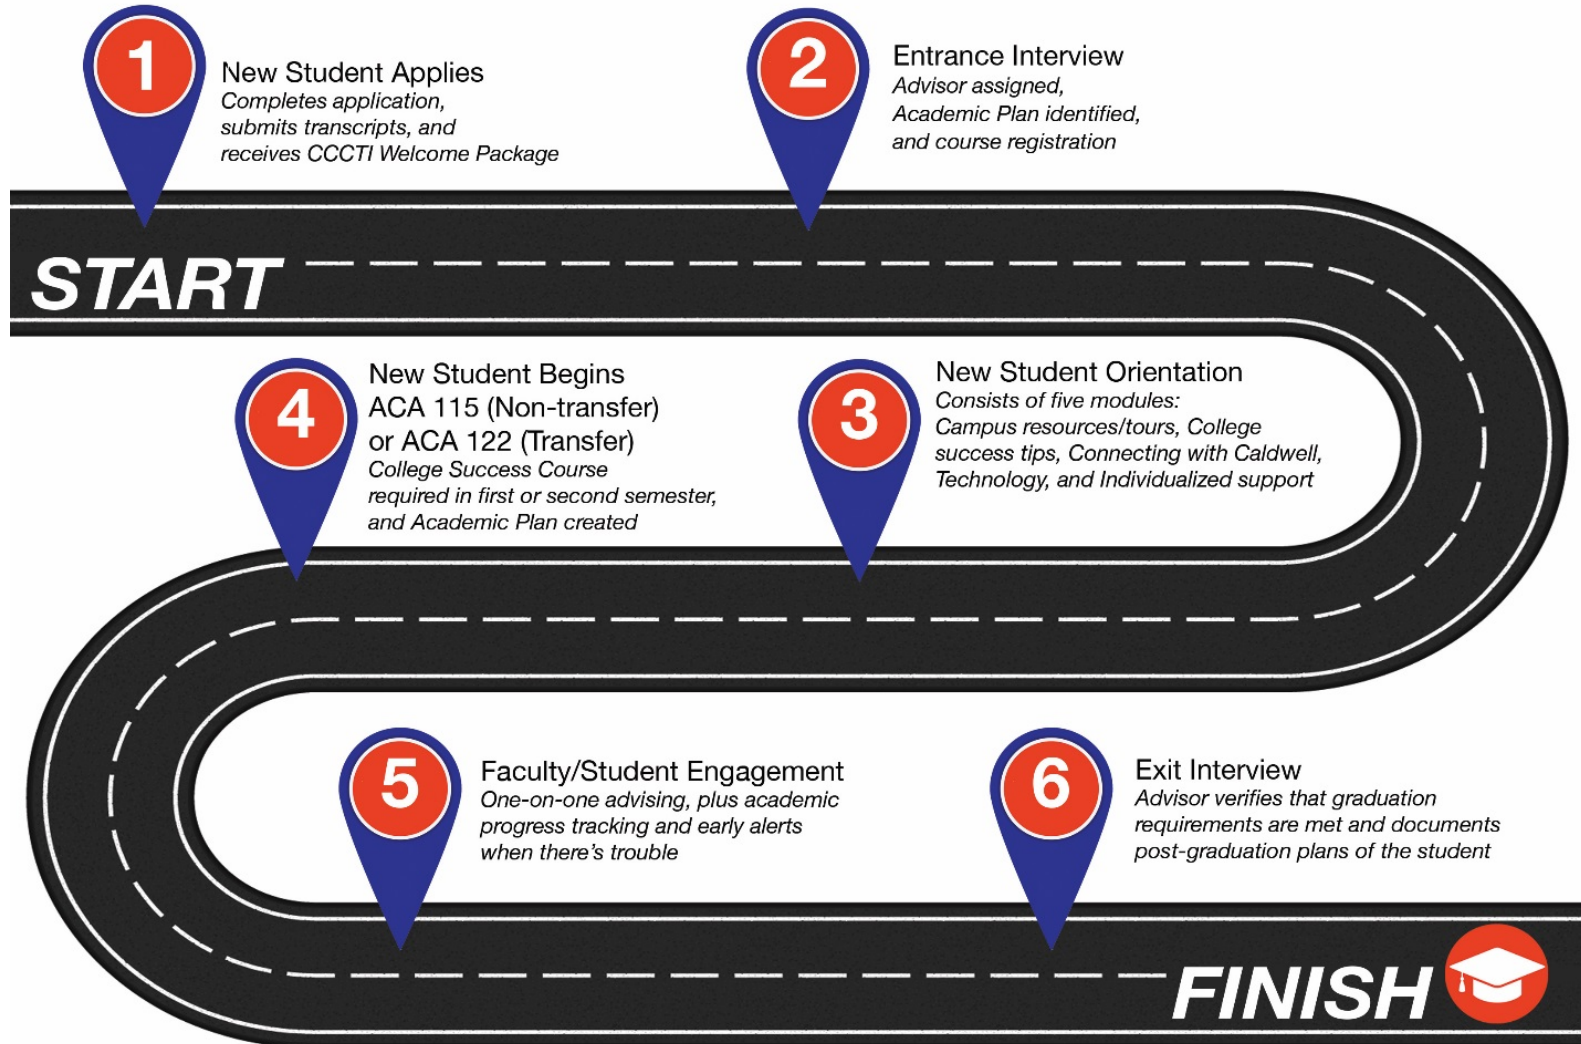 1
New Student Applies
Completes application,
submits transcripts, and
receives CCCTI Welcome Package
2
Entrance Interview
Advisor assigned,
Academic Plan identified,
and course registration
START
3
New Student Orientation
Consists of five modules:
Campus resources/tours, College
success tips, Connecting with Caldwell,
Technology, and Individualized support
4
New Student Begins
ACA 115 (Non-transfer)
or ACA 122 (Transfer)
College Success Course
required in first or second semester,
and Academic Plan created
5
Faculty/Student Engagement
One-on-one advising, plus academic
progress tracking and early alerts
when there’s trouble
6
Exit Interview
Advisor verifies that graduation
requirements are met and documents
post-graduation plans of the student
FINISH